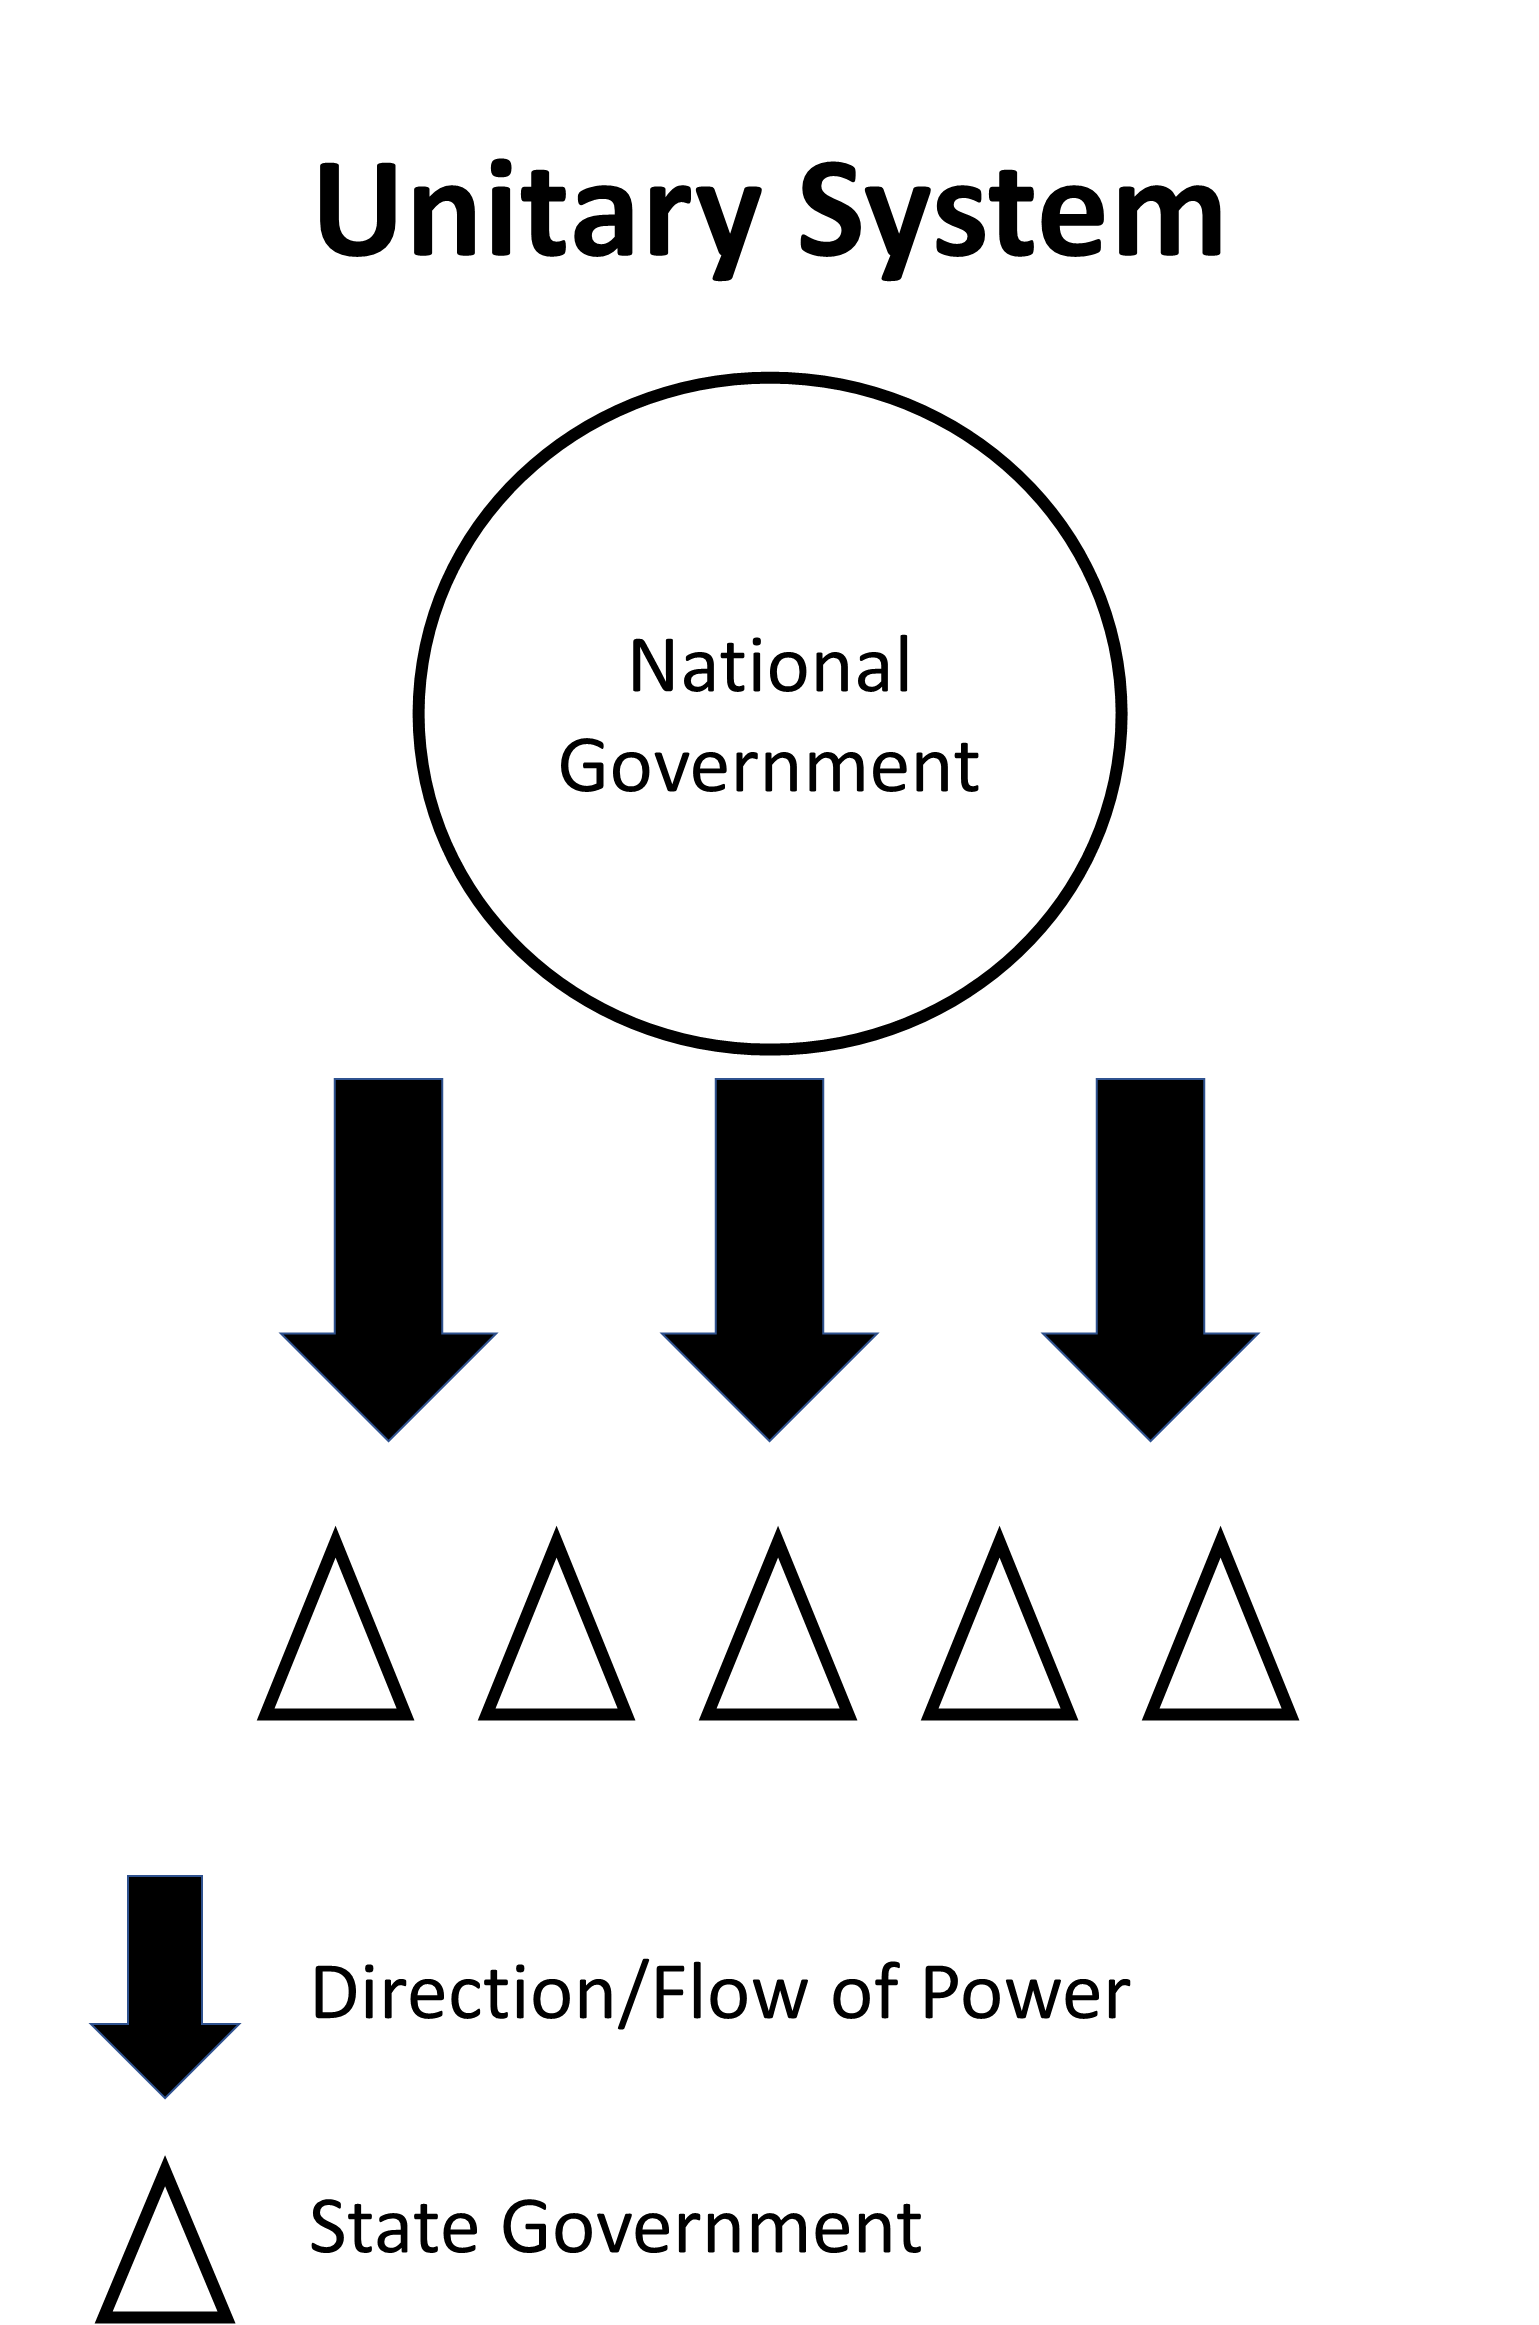 Unitary System
National
Government
Direction/Flow of Power
State Government